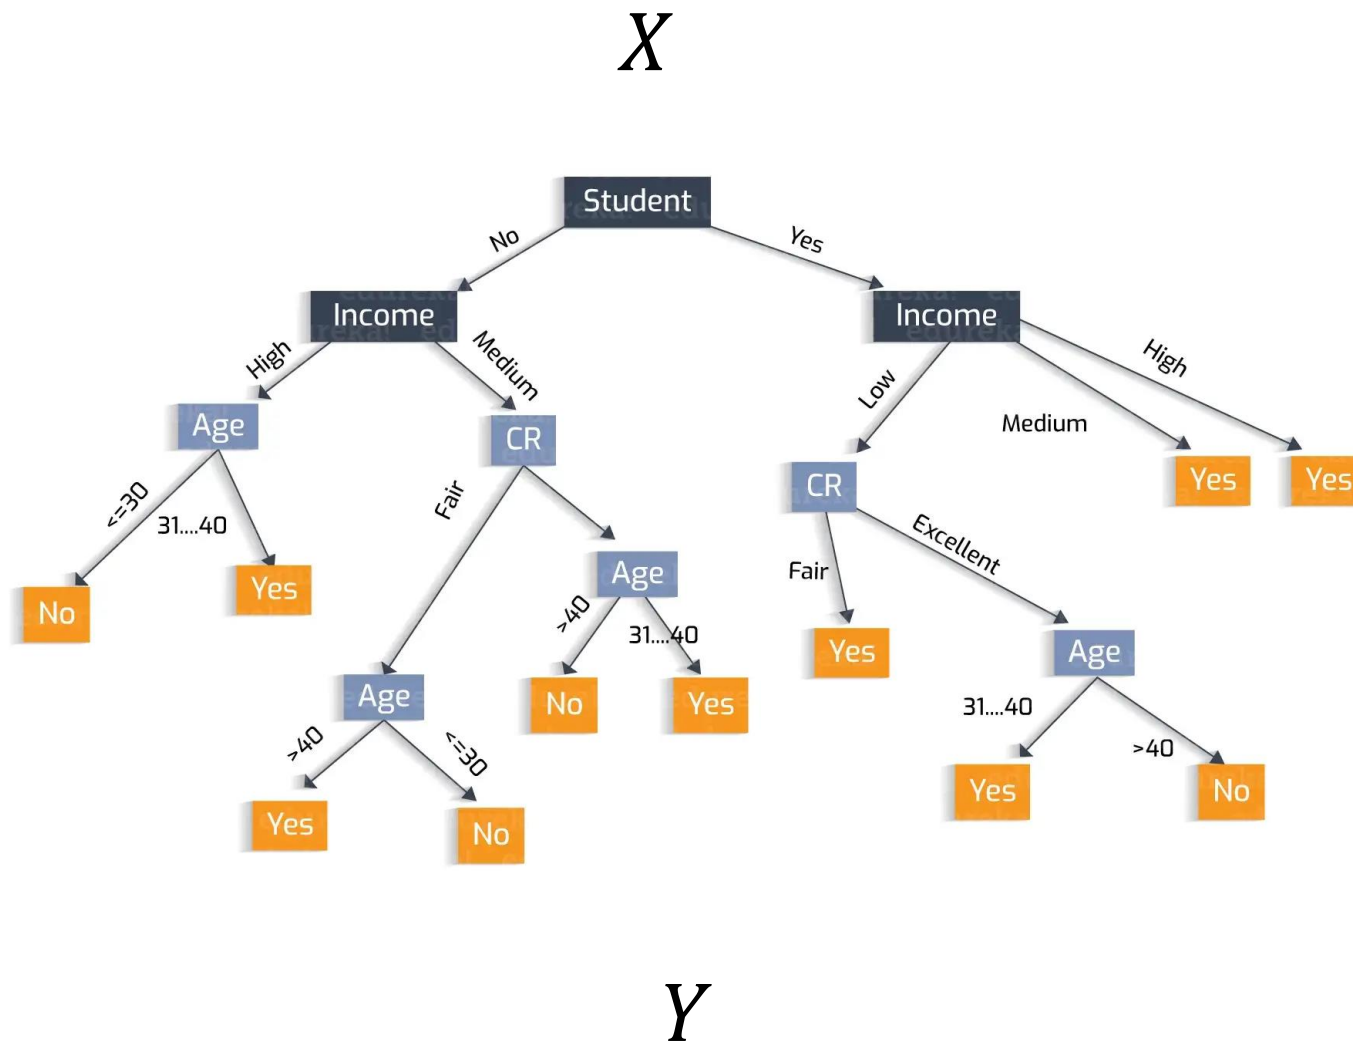 X
Student
No
Yes
Income
Income
High
Medium
Low
Medium
High
Age
CR
CR
Yes
Yes
<=30
31....40
Fair
Fair
Excellent
No
Yes
Age
>40
31....40
Yes
Age
Age
No
Yes
31....40
>40
>40
<=30
Yes
No
Yes
No
Y